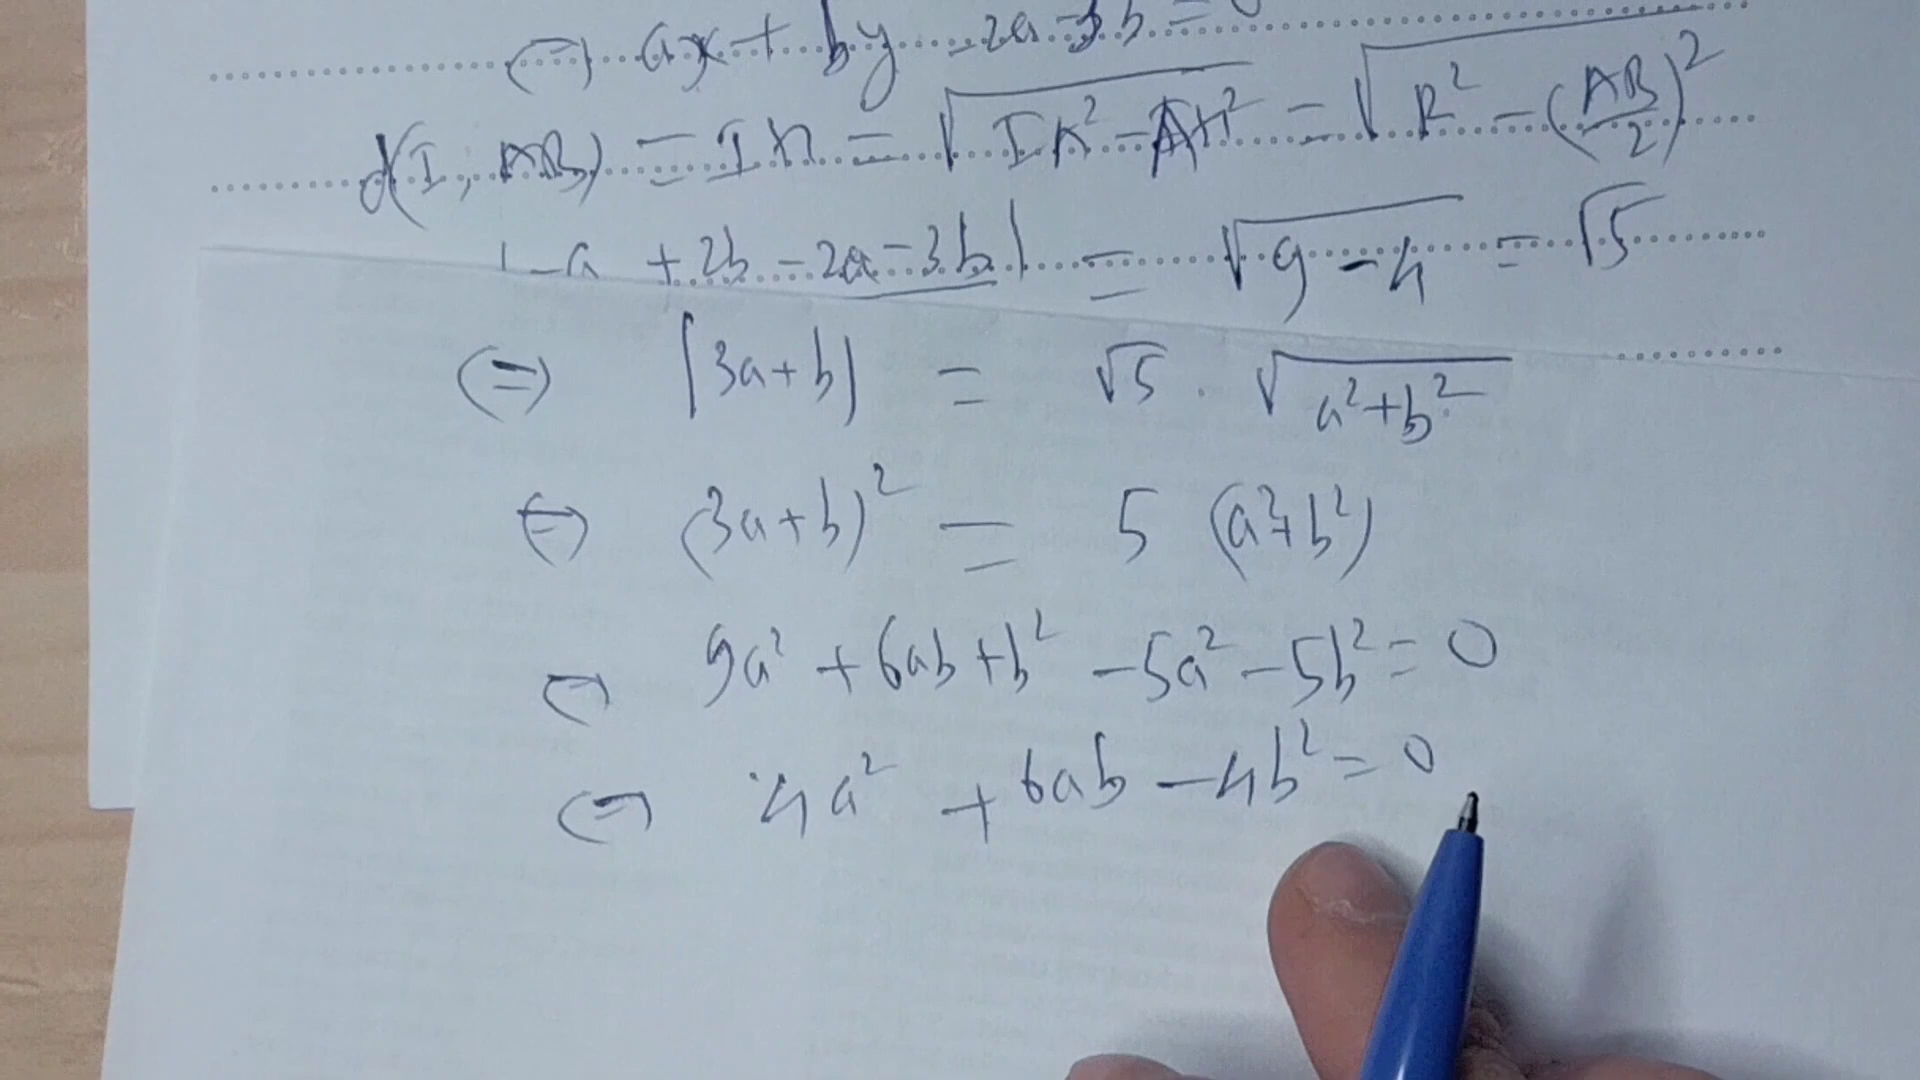 (=) ax + by - 2a - 3b = 0
d(I, AB) = IH = √(IA² - AH²) = √(R² - (AB/2)²)
|-a + 2b - 2a - 3b| = √(9 - 4) = √5
(=) |3a + b| = √5 . √(a² + b²)
(=) (3a + b)² = 5 (a² + b²)
(=) 9a² + 6ab + b² - 5a² - 5b² = 0
(=) 4a² + 6ab - 4b² = 0